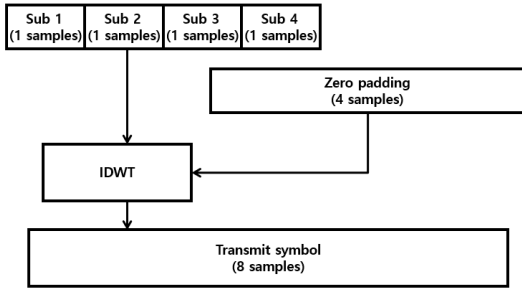 Sub 1
(1 samples)
Sub 2
(1 samples)
Sub 3
(1 samples)
Sub 4
(1 samples)
Zero padding
(4 samples)
IDWT
Transmit symbol
(8 samples)